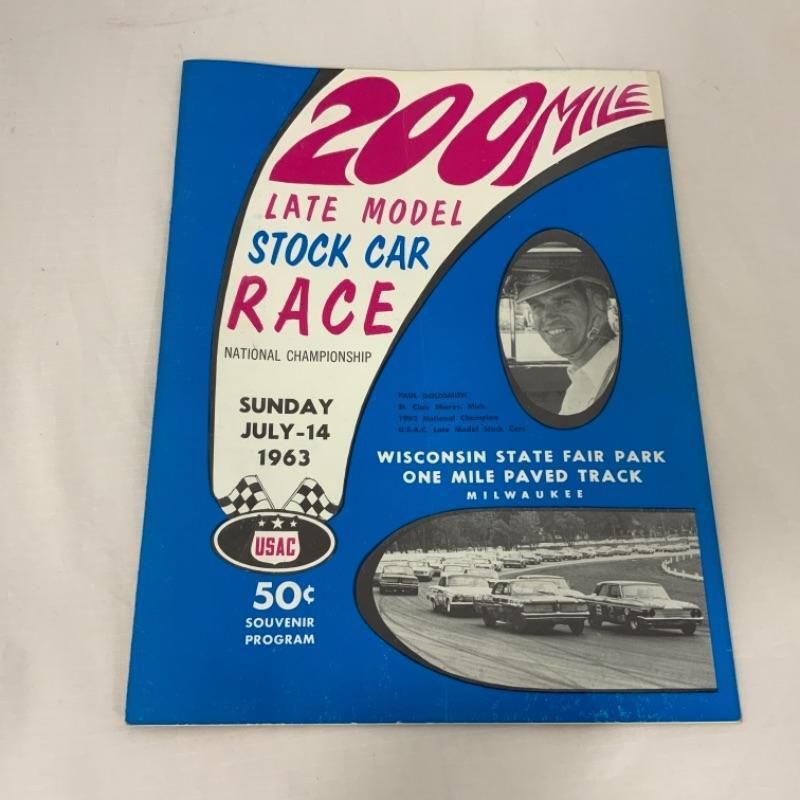 200 MILE
LATE MODEL
STOCK CAR
RACE
NATIONAL CHAMPIONSHIP
SUNDAY
JULY-14
1963
PAUL GOLDSMITH
St. Clair Shores, Mich.
1962 National Champion
U.S.A.C. Late Model Stock Cars
WISCONSIN STATE FAIR PARK
ONE MILE PAVED TRACK
MILWAUKEE
USAC
50¢
SOUVENIR
PROGRAM